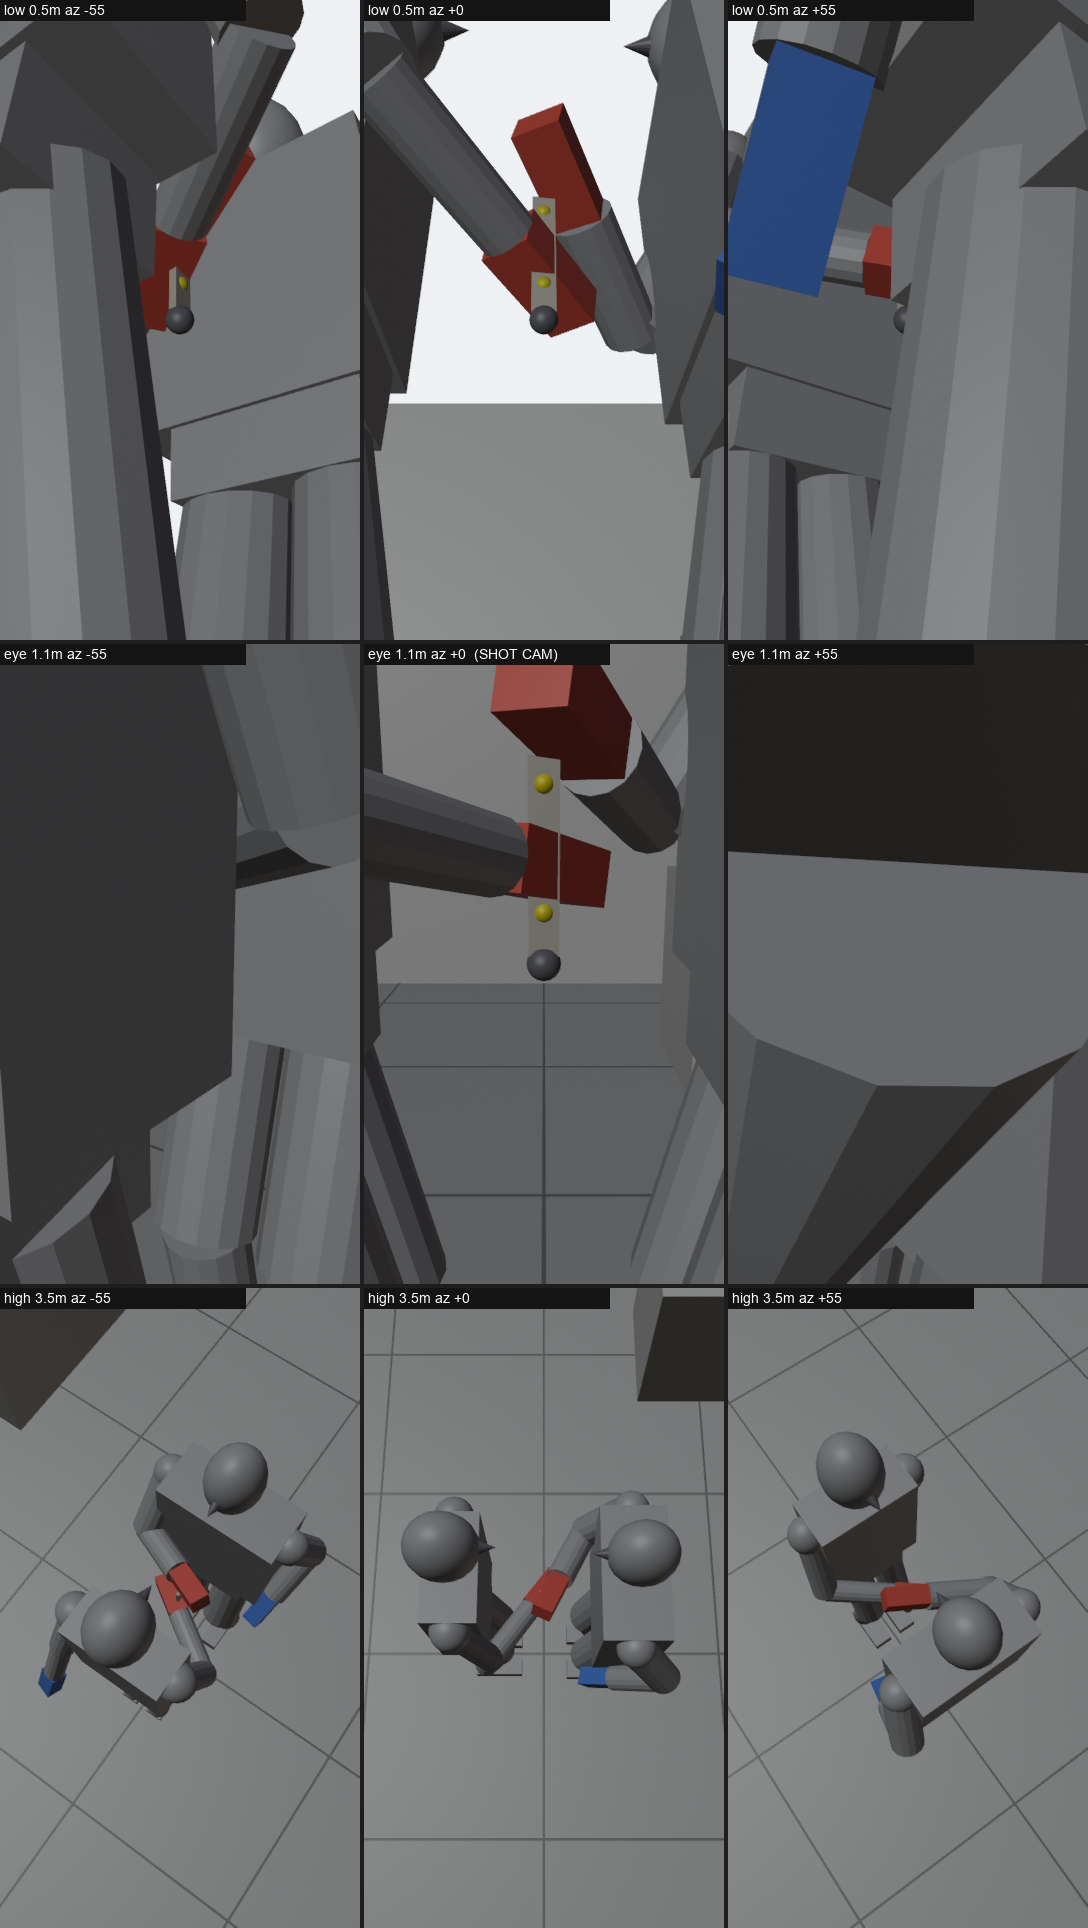 low 0.5m az -55
low 0.5m az +0
low 0.5m az +55
eye 1.1m az -55
eye 1.1m az +0 (SHOT CAM)
eye 1.1m az +55
high 3.5m az -55
high 3.5m az +0
high 3.5m az +55